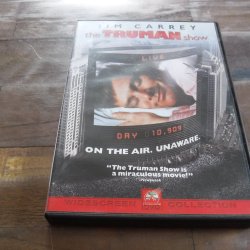 JIM CARREY
the TRUMAN show
LIVE
DAY 10,909
ON THE AIR. UNAWARE.
"The Truman Show is
a miraculous movie!"
WIDESCREEN COLLECTION